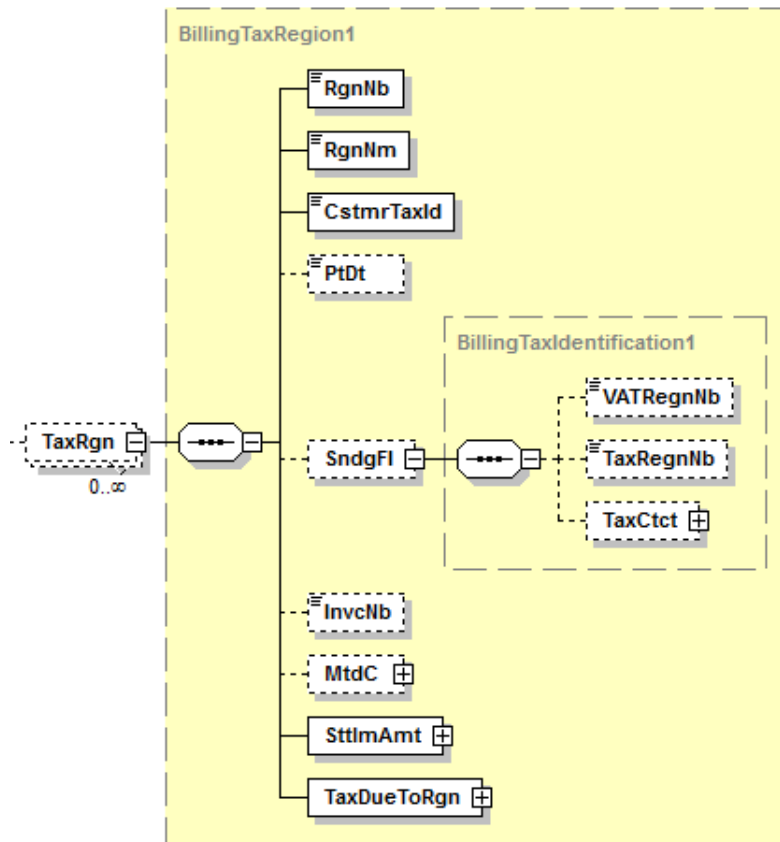 BillingTaxRegion1
RgnNb
RgnNm
CstmrTaxId
PtDt
BillingTaxIdentification1
VATRegnNb
TaxRgn
0..∞
SndgFI
TaxRegnNb
TaxCtct
InvcNb
MtdC
SttlmAmt
TaxDueToRgn